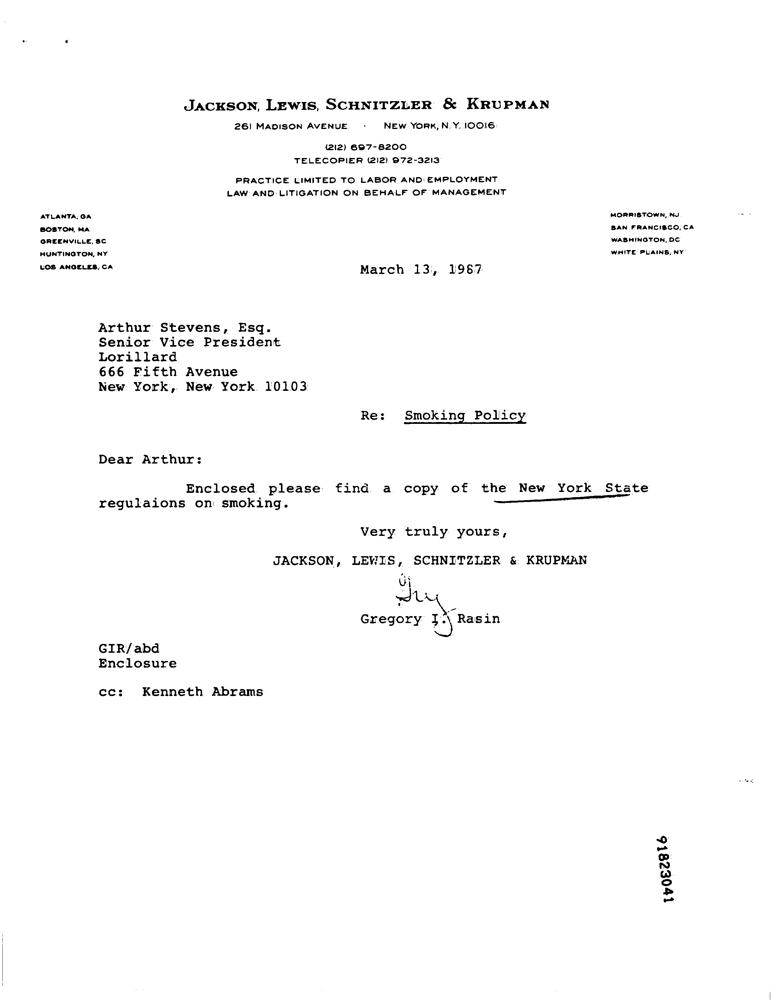 JACKSON, LEWIS, SCHNITZLER & KRUPMAN
261 MADISON AVENUE · NEW YORK, N.Y. 10016
(212) 697-8200
TELECOPIER (212) 972-3213
PRACTICE LIMITED TO LABOR AND EMPLOYMENT
LAW AND LITIGATION ON BEHALF OF MANAGEMENT
ATLANTA, GA
BOSTON, MA
GREENVILLE, SC
HUNTINGTON, NY
LOS ANGELES, CA
MORRISTOWN, NJ
SAN FRANCISCO, CA
WASHINGTON, DC
WHITE PLAINS, NY
March 13, 1987
Arthur Stevens, Esq.
Senior Vice President
Lorillard
666 Fifth Avenue
New York, New York 10103
Re: Smoking Policy
Dear Arthur:
Enclosed please find a copy of the New York State
regulaions on smoking.
Very truly yours,
JACKSON, LEWIS, SCHNITZLER & KRUPMAN
Gregory I. Rasin
GIR/abd
Enclosure
cc: Kenneth Abrams
91823041